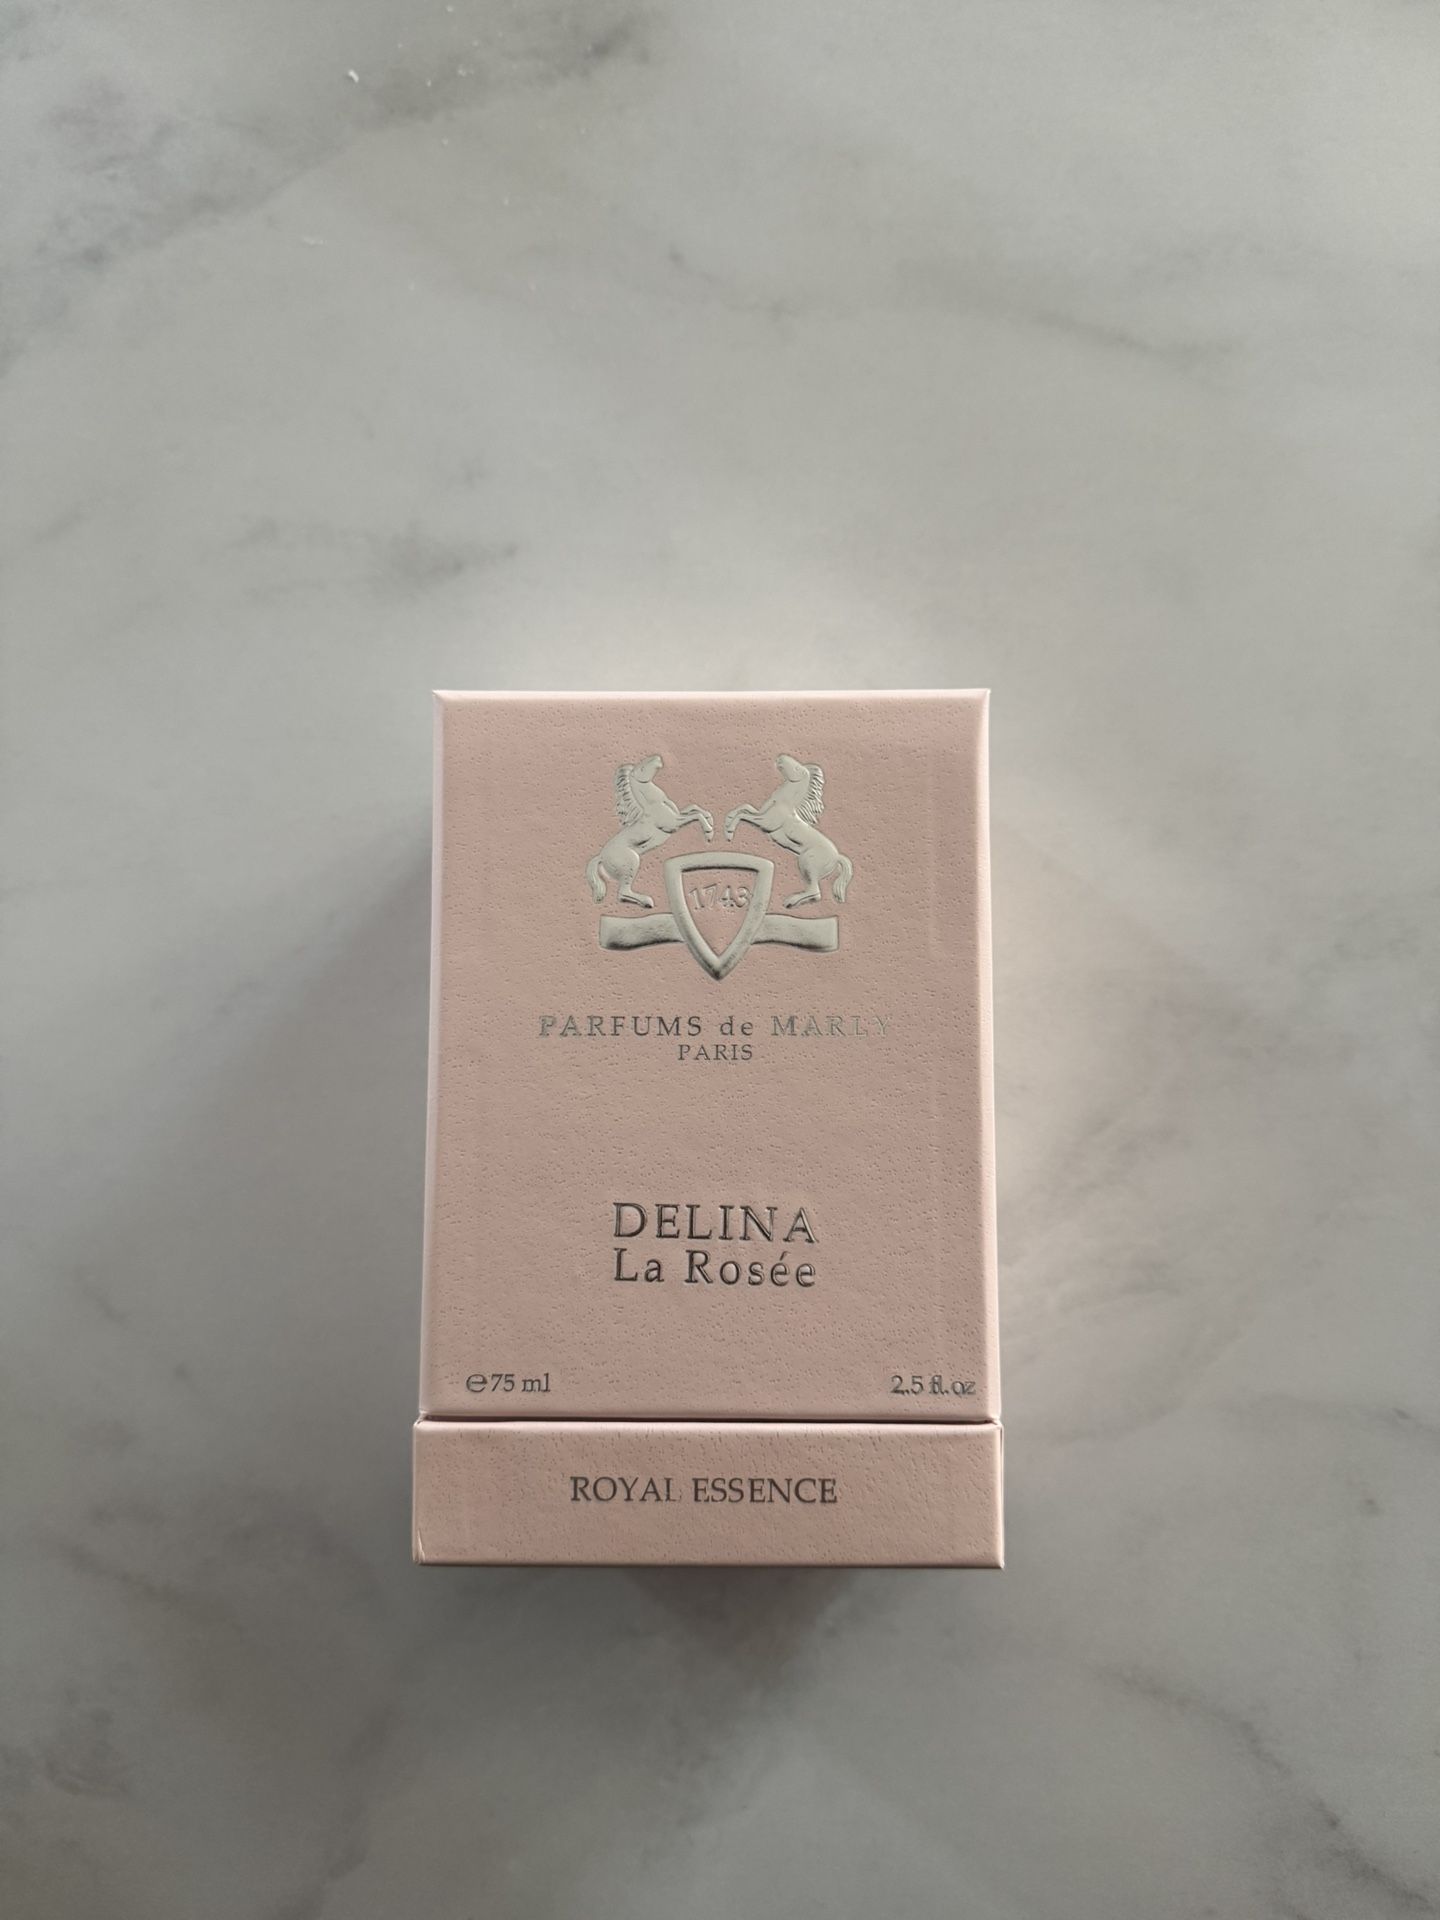 1743
PARFUMS de MARLY
PARIS
DELINA
La Rosée
℮75 ml
2.5 fl.oz
ROYAL ESSENCE